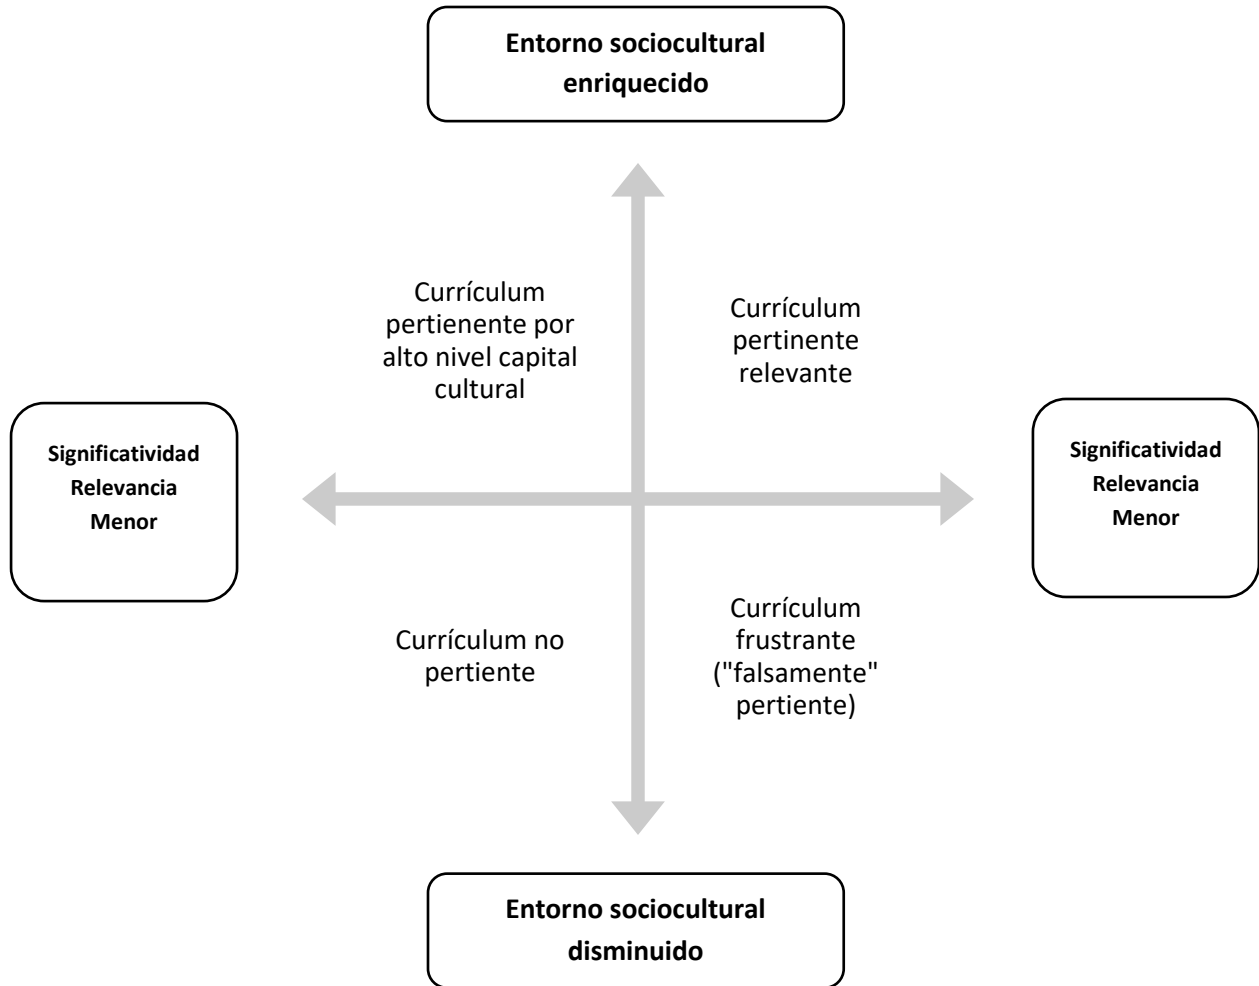 Entorno sociocultural
enriquecido
Currículum
pertienente por
alto nivel capital
cultural
Currículum
pertinente
relevante
Significatividad
Relevancia
Menor
Significatividad
Relevancia
Menor
Currículum no
pertiente
Currículum
frustrante
("falsamente"
pertiente)
Entorno sociocultural
disminuido